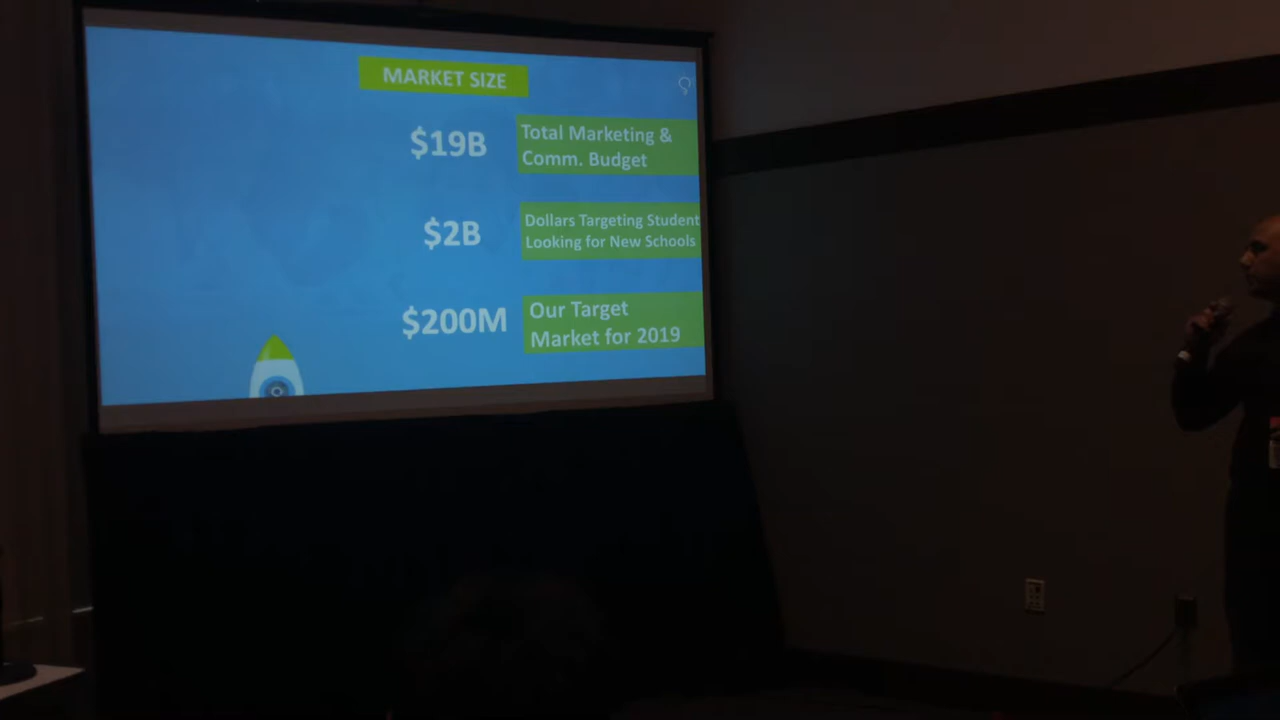 MARKET SIZE
$19B
Total Marketing &
Comm. Budget
$2B
Dollars Targeting Student
Looking for New Schools
$200M
Our Target
Market for 2019